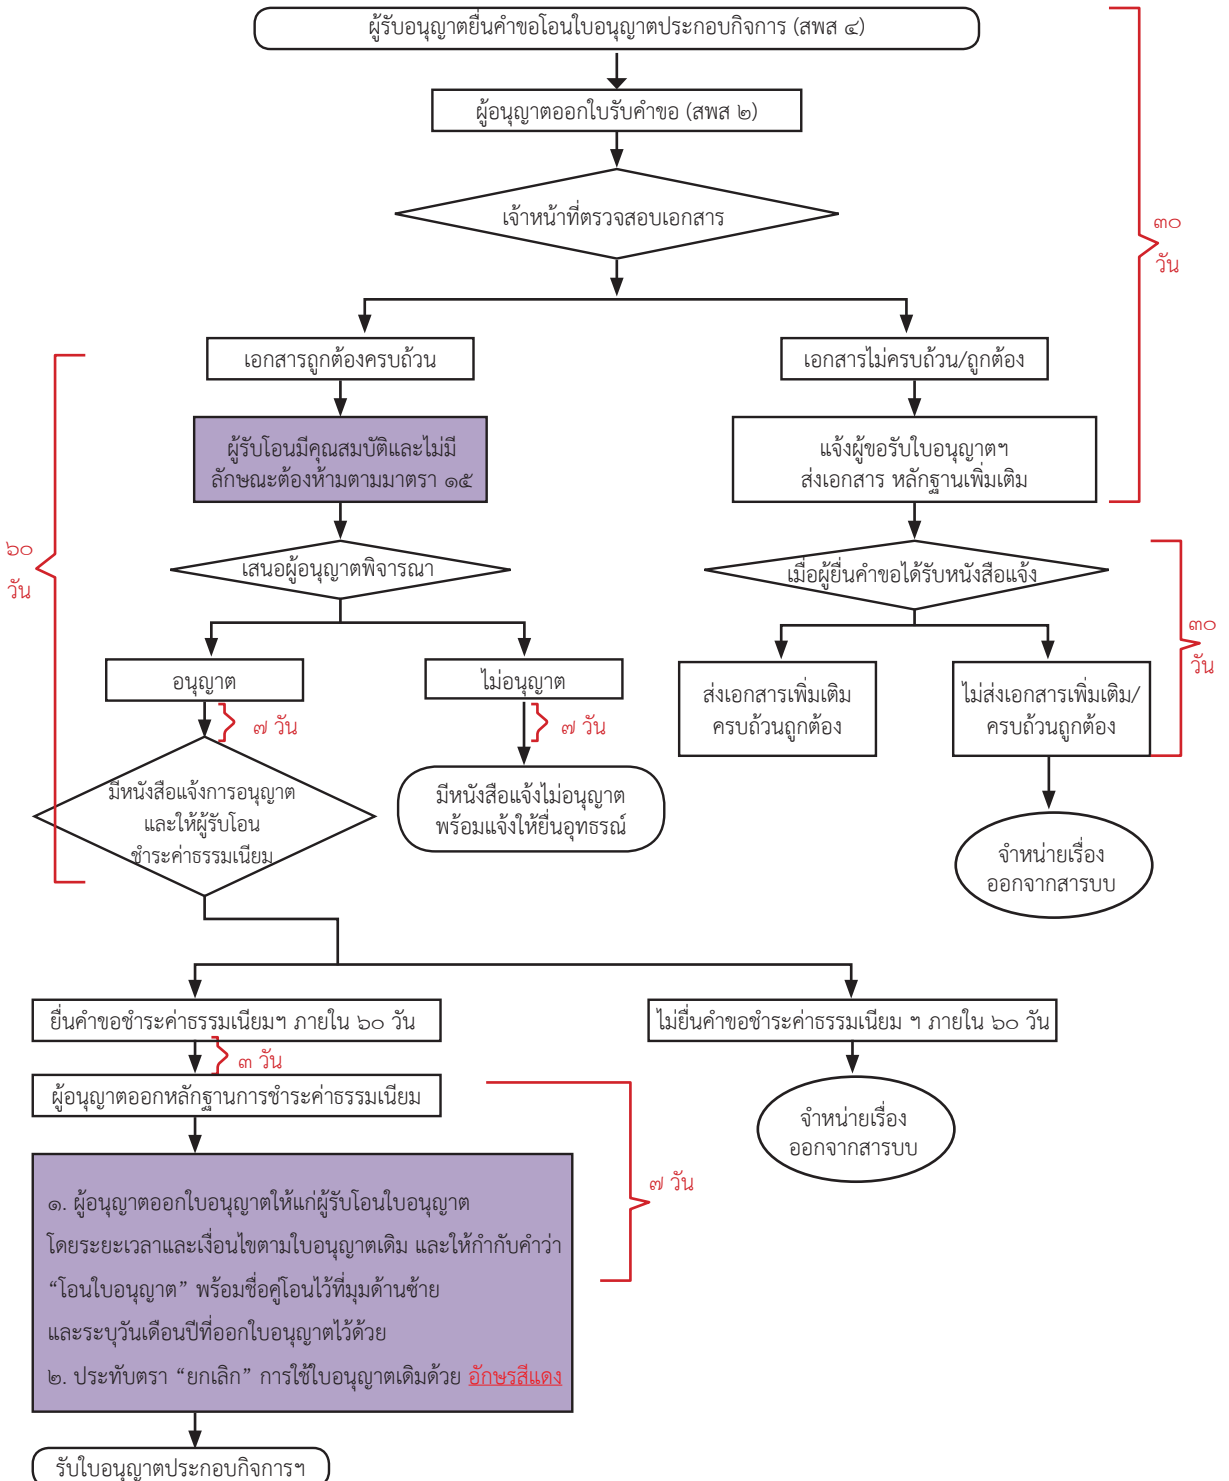 ผู้รับอนุญาตยื่นคำขอโอนใบอนุญาตประกอบกิจการ (สพส ๔)
ผู้อนุญาตออกใบรับคำขอ (สพส ๒)
เจ้าหน้าที่ตรวจสอบเอกสาร
๓๐
วัน
เอกสารถูกต้องครบถ้วน
เอกสารไม่ครบถ้วน/ถูกต้อง
ผู้รับโอนมีคุณสมบัติและไม่มี
ลักษณะต้องห้ามตามมาตรา ๑๕
แจ้งผู้ขอรับใบอนุญาตฯ
ส่งเอกสาร หลักฐานเพิ่มเติม
๖๐
วัน
เสนอผู้อนุญาตพิจารณา
เมื่อผู้ยื่นคำขอได้รับหนังสือแจ้ง
๓๐
วัน
อนุญาต
ไม่อนุญาต
ส่งเอกสารเพิ่มเติม
ครบถ้วนถูกต้อง
ไม่ส่งเอกสารเพิ่มเติม/
ครบถ้วนถูกต้อง
๗ วัน
๗ วัน
มีหนังสือแจ้งการอนุญาต
และให้ผู้รับโอน
ชำระค่าธรรมเนียม
มีหนังสือแจ้งไม่อนุญาต
พร้อมแจ้งให้ยื่นอุทธรณ์
จำหน่ายเรื่อง
ออกจากสารบบ
ยื่นคำขอชำระค่าธรรมเนียมฯ ภายใน ๖๐ วัน
ไม่ยื่นคำขอชำระค่าธรรมเนียม ฯ ภายใน ๖๐ วัน
๓ วัน
ผู้อนุญาตออกหลักฐานการชำระค่าธรรมเนียม
จำหน่ายเรื่อง
ออกจากสารบบ
๗ วัน
๑. ผู้อนุญาตออกใบอนุญาตให้แก่ผู้รับโอนใบอนุญาต
โดยระยะเวลาและเงื่อนไขตามใบอนุญาตเดิม และให้กำกับคำว่า
“โอนใบอนุญาต” พร้อมชื่อคู่โอนไว้ที่มุมด้านซ้าย
และระบุวันเดือนปีที่ออกใบอนุญาตไว้ด้วย
๒. ประทับตรา “ยกเลิก” การใช้ใบอนุญาตเดิมด้วย อักษรสีแดง
รับใบอนุญาตประกอบกิจการฯ